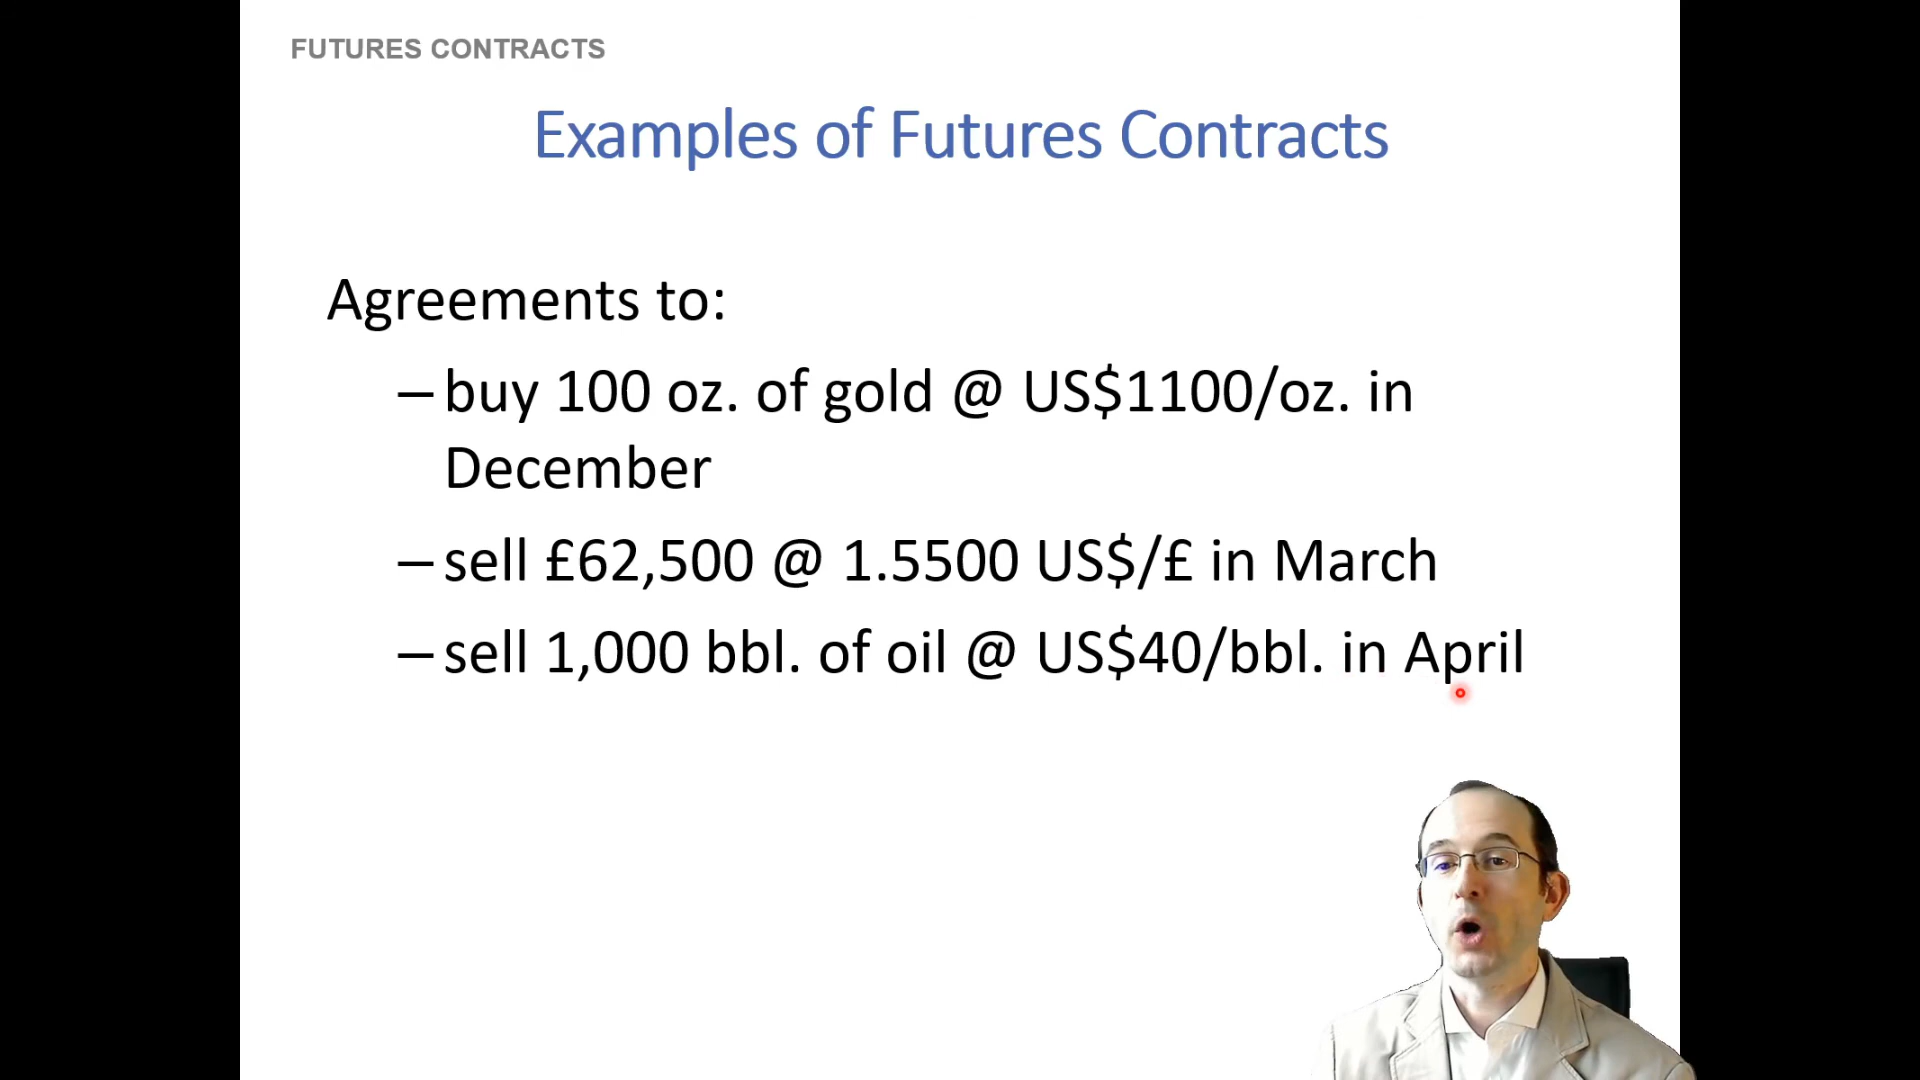 FUTURES CONTRACTS
Examples of Futures Contracts
Agreements to:
– buy 100 oz. of gold @ US$1100/oz. in
December
– sell £62,500 @ 1.5500 US$/£ in March
– sell 1,000 bbl. of oil @ US$40/bbl. in April